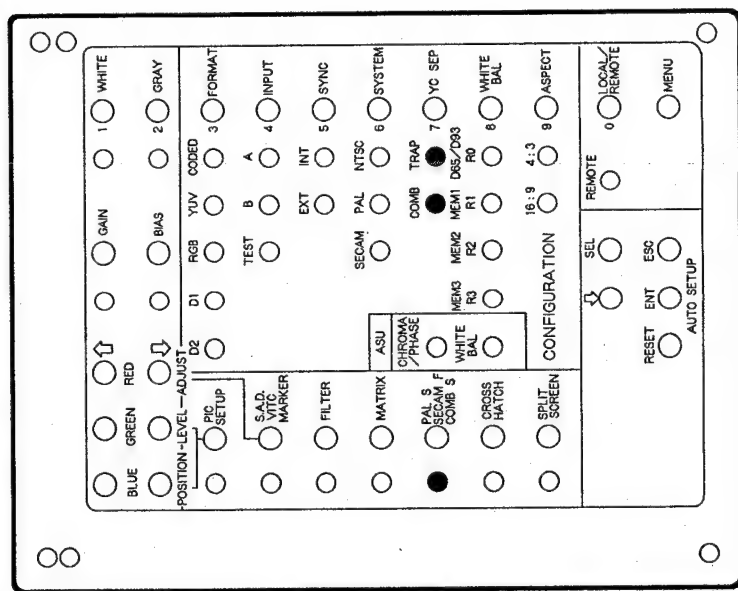 GAIN 1 WHITE
BLUE GREEN RED
BIAS 2 GRAY
-POSITION-LEVEL-ADJUST
D2 D1 RGB YUV CODED
PIC
SETUP
3 FORMAT
TEST B A
S.A.D.
VITC
MARKER
4 INPUT
EXT INT
FILTER
5 SYNC
SECAM PAL NTSC
MATRIX
ASU
6 SYSTEM
CHROMA
/PHASE
COMB TRAP
PAL S
SECAM F
COMB S
7 YC SEP
WHITE
BAL
MEM3 MEM2 MEM1 D65/D93
R3 R2 R1 R0
CROSS
HATCH
8 WHITE
BAL
16:9 4:3
SPLIT
SCREEN
CONFIGURATION
9 ASPECT
SEL
REMOTE
0 LOCAL/
REMOTE
RESET ENT ESC
MENU
AUTO SETUP